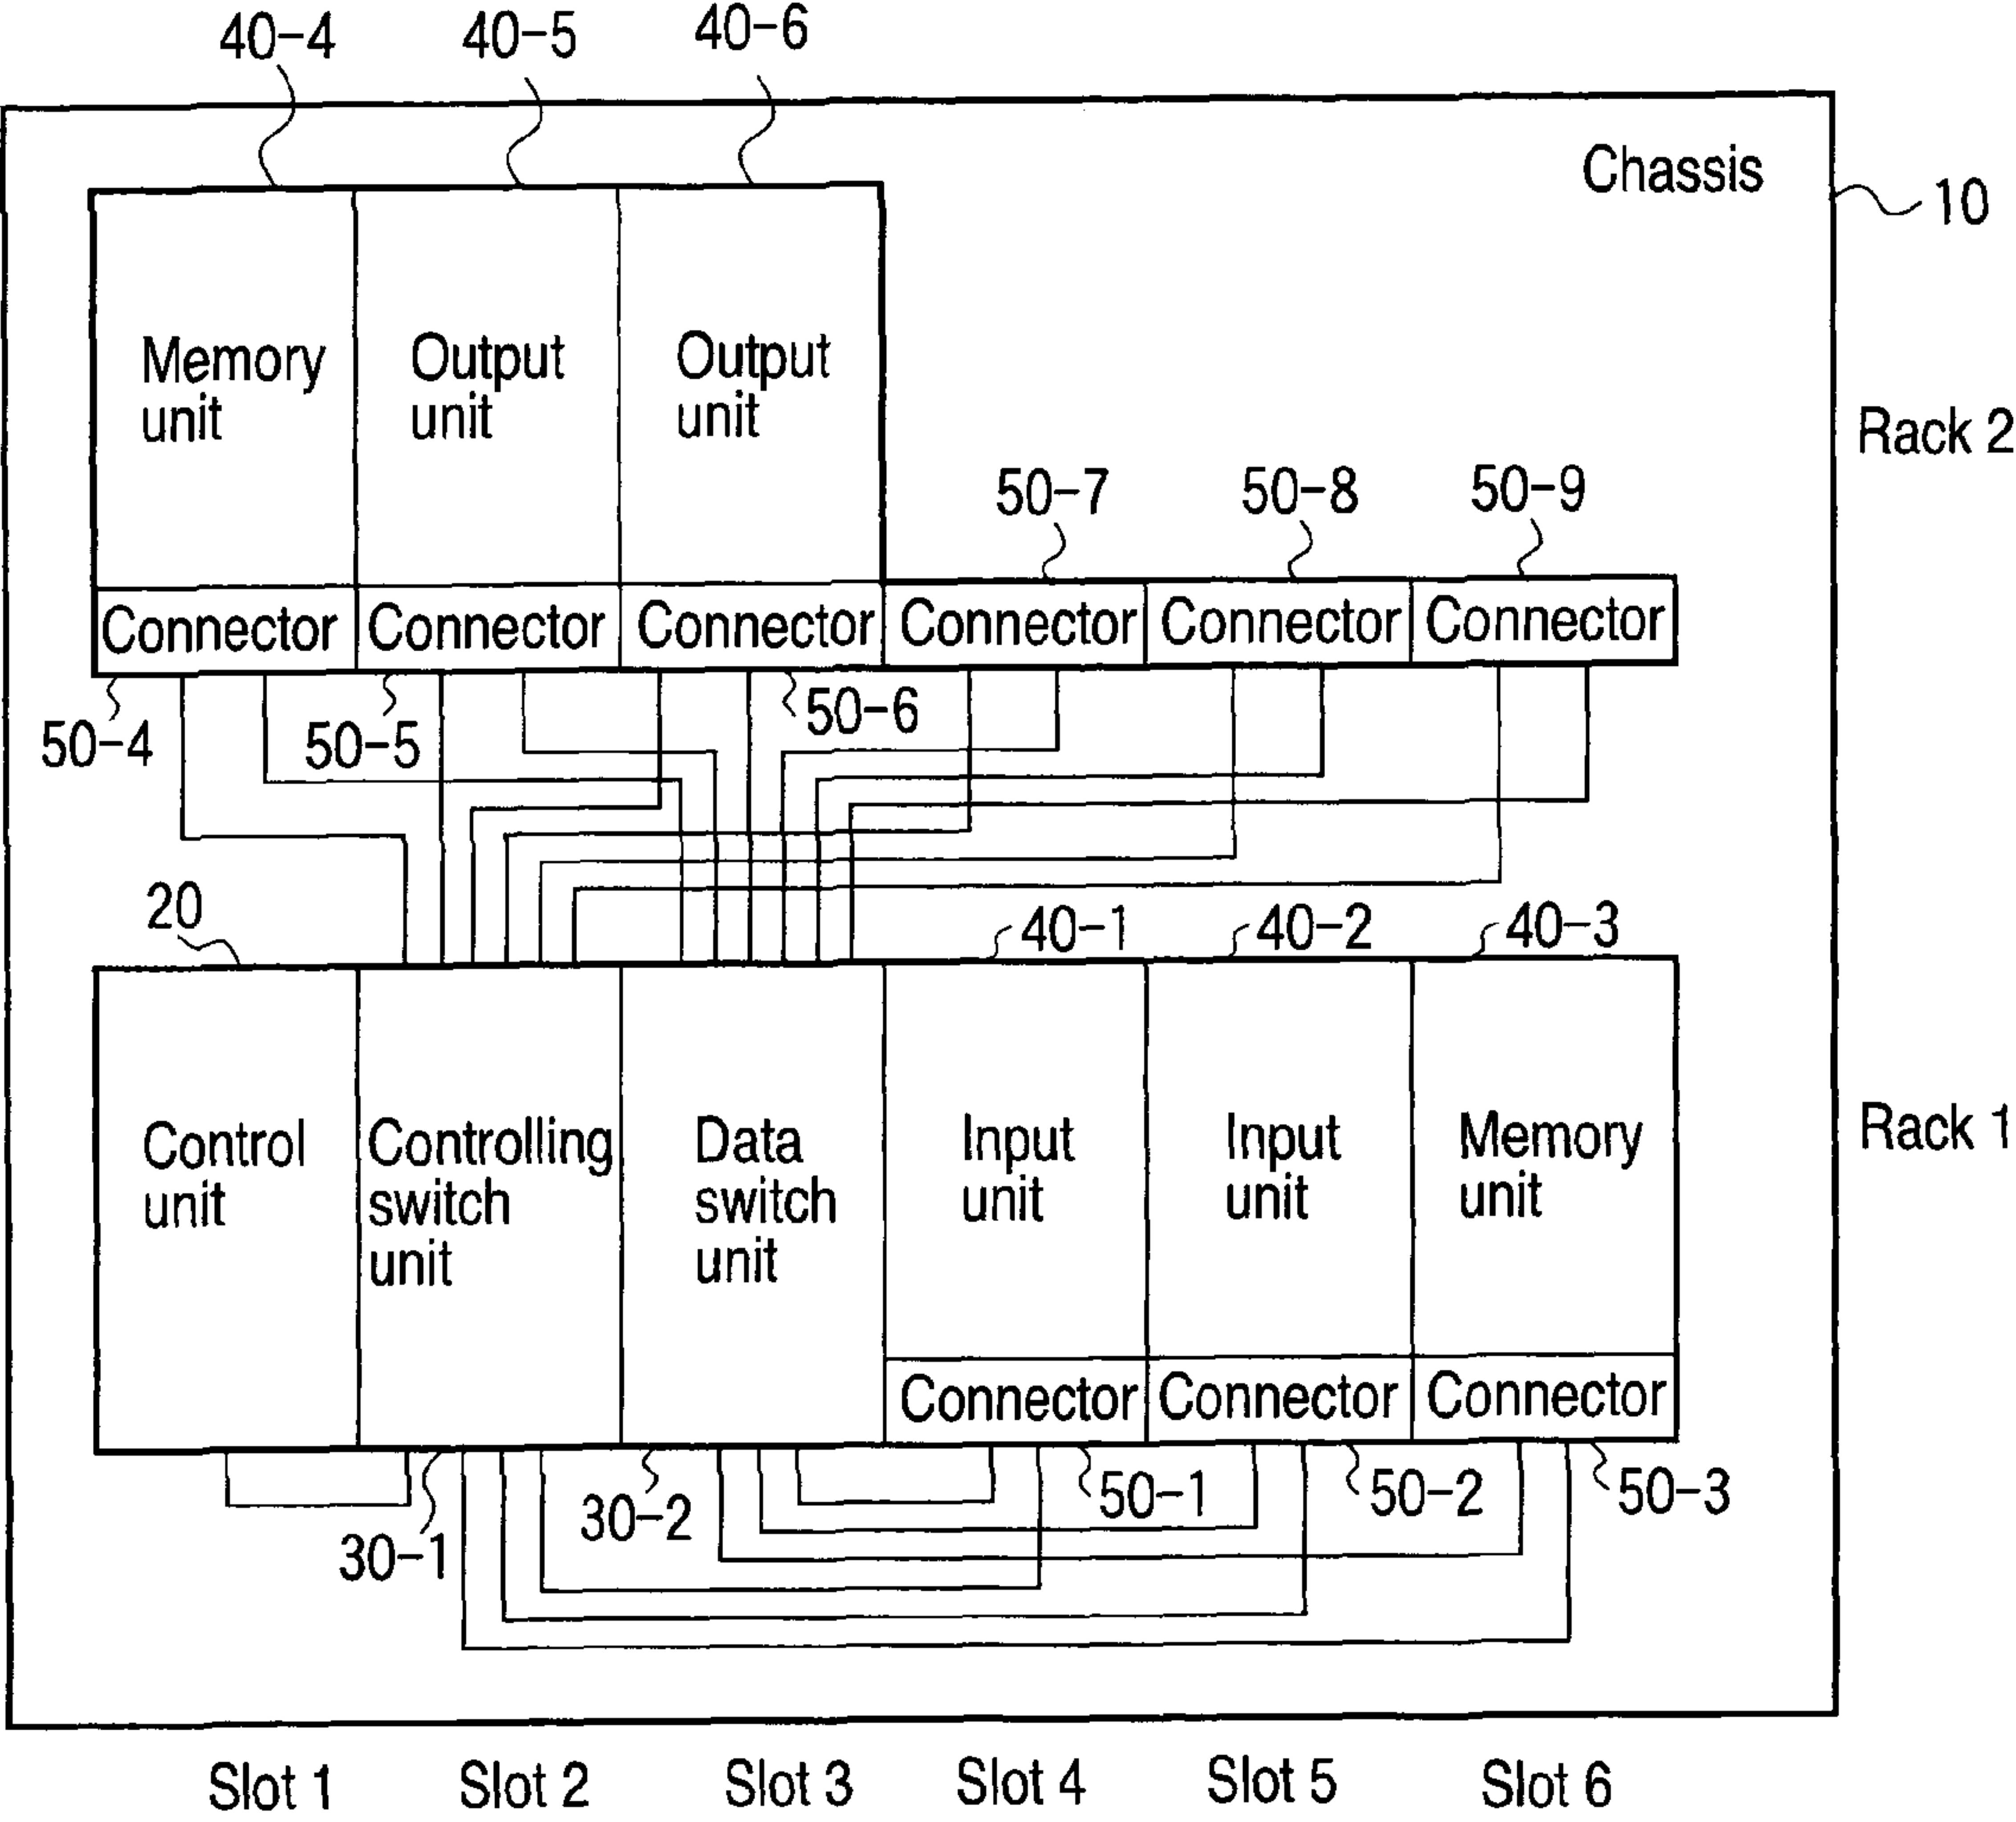 40-4
40-5
40-6
Chassis
10
Memory
unit
Output
unit
Output
unit
Rack 2
50-7
50-8
50-9
Connector
Connector
Connector
Connector
Connector
Connector
50-4
50-5
50-6
20
40-1
40-2
40-3
Control
unit
Controlling
switch
unit
Data
switch
unit
Input
unit
Input
unit
Memory
unit
Rack 1
Connector
Connector
Connector
30-1
30-2
50-1
50-2
50-3
Slot 1
Slot 2
Slot 3
Slot 4
Slot 5
Slot 6